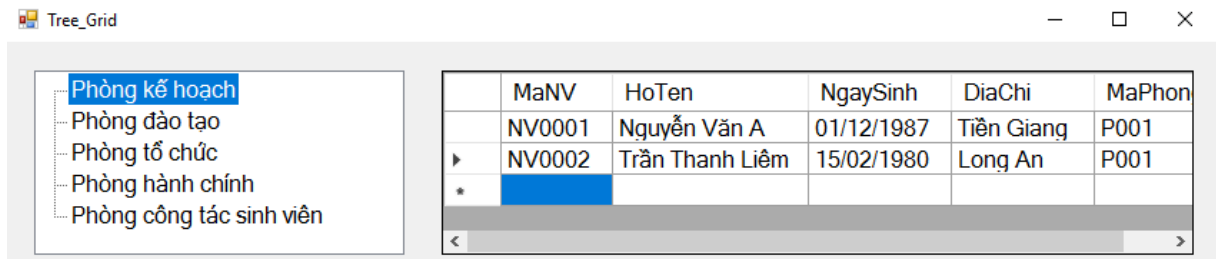 Tree_Grid
Phòng kế hoạch
Phòng đào tạo
Phòng tổ chức
Phòng hành chính
Phòng công tác sinh viên
MaNV HoTen NgaySinh DiaChi MaPhon
NV0001 Nguyễn Văn A 01/12/1987 Tiền Giang P001
NV0002 Trần Thanh Liêm 15/02/1980 Long An P001